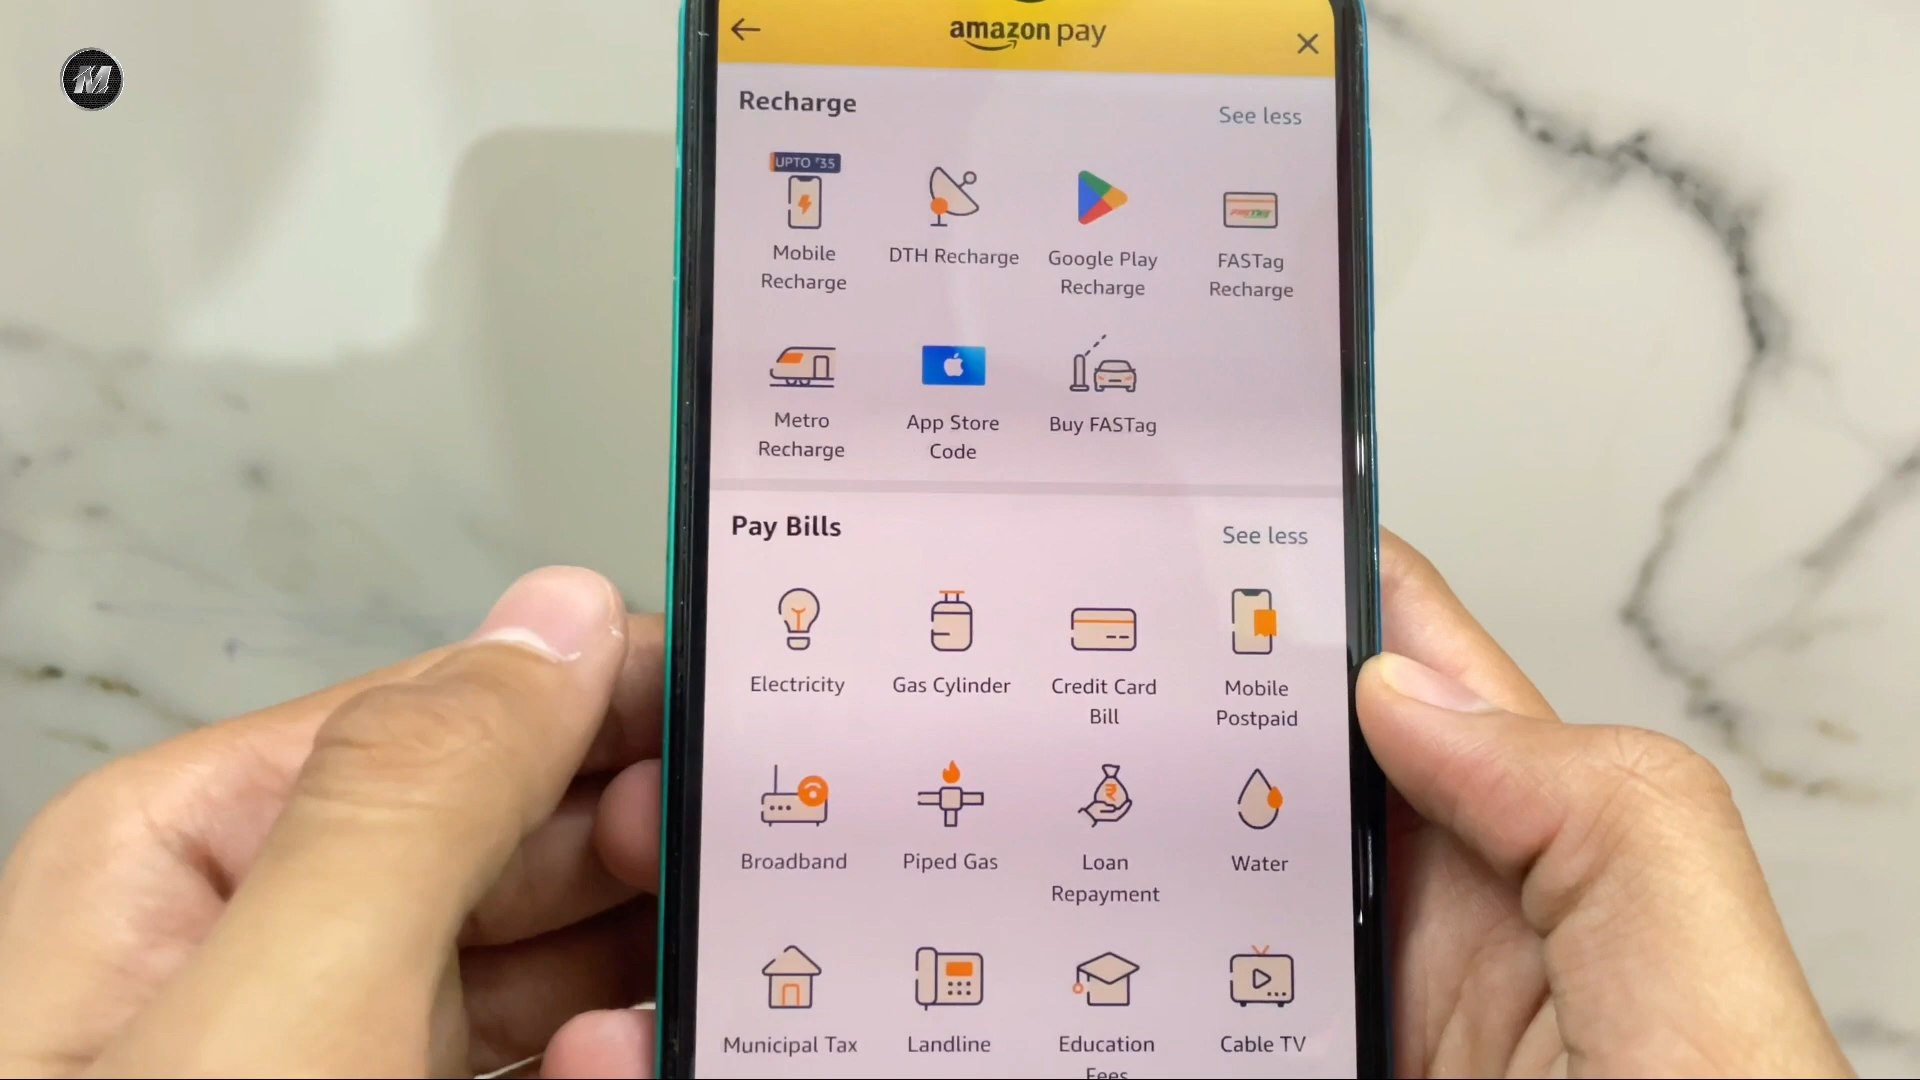 TM
amazon pay
Recharge
See less
UPTO ₹35
Mobile
Recharge
DTH Recharge
Google Play
Recharge
FASTag
Recharge
Metro
Recharge
App Store
Code
Buy FASTag
Pay Bills
See less
Electricity
Gas Cylinder
Credit Card
Bill
Mobile
Postpaid
Broadband
Piped Gas
Loan
Repayment
Water
Municipal Tax
Landline
Education
Fees
Cable TV